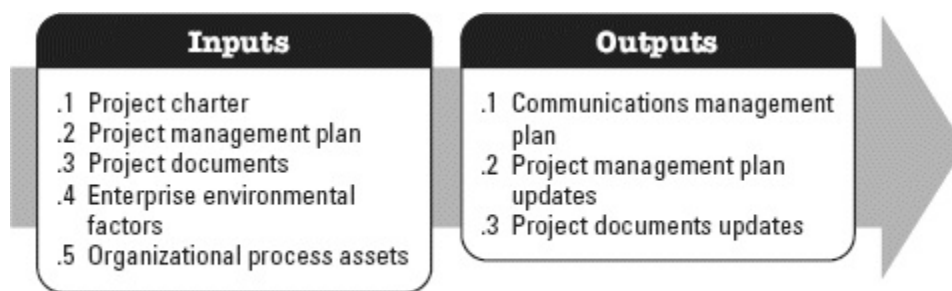 Inputs
.1 Project charter
.2 Project management plan
.3 Project documents
.4 Enterprise environmental
factors
.5 Organizational process assets
Outputs
.1 Communications management
plan
.2 Project management plan
updates
.3 Project documents updates